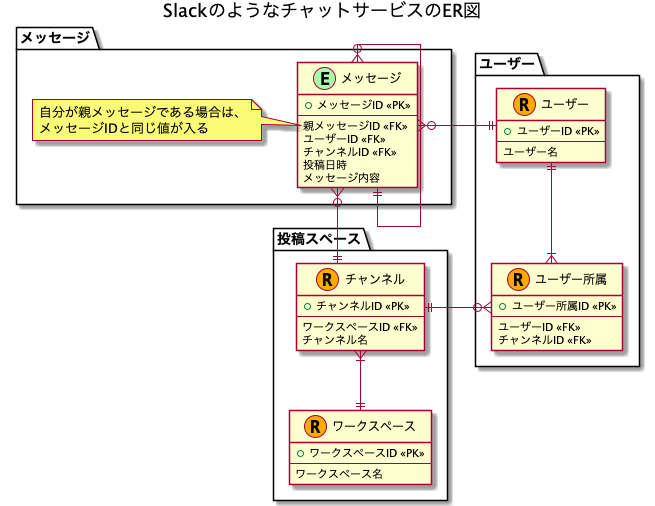 SlackのようなチャットサービスのER図
メッセージ
自分が親メッセージである場合は、
メッセージIDと同じ値が入る
E メッセージ
メッセージID «PK»
親メッセージID «FK»
ユーザーID «FK»
チャンネルID «FK»
投稿日時
メッセージ内容
ユーザー
R ユーザー
ユーザーID «PK»
ユーザー名
R ユーザー所属
ユーザー所属ID «PK»
ユーザーID «FK»
チャンネルID «FK»
投稿スペース
R チャンネル
チャンネルID «PK»
ワークスペースID «FK»
チャンネル名
R ワークスペース
ワークスペースID «PK»
ワークスペース名